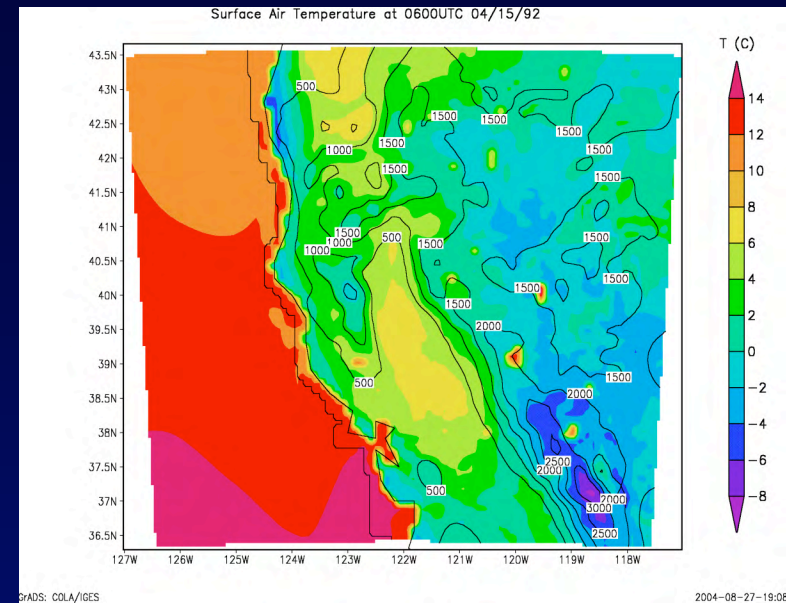 Surface Air Temperature at 0600UTC 04/15/92
T (C)
43.5N
43N
42.5N
42N
41.5N
41N
40.5N
40N
39.5N
39N
38.5N
38N
37.5N
37N
36.5N
127W 126W 125W 124W 123W 122W 121W 120W 119W 118W
500
1500
1500
1500
1000
1500
1500
1500
1500
1500
1500
1000
1000
500
1500
1500
1500
1500
1500
2000
500
1500
2000
2500
2000
500
2000
3000
2500
14
12
10
8
6
4
2
0
−2
−4
−6
−8
GrADS: COLA/IGES
2004-08-27-19:08